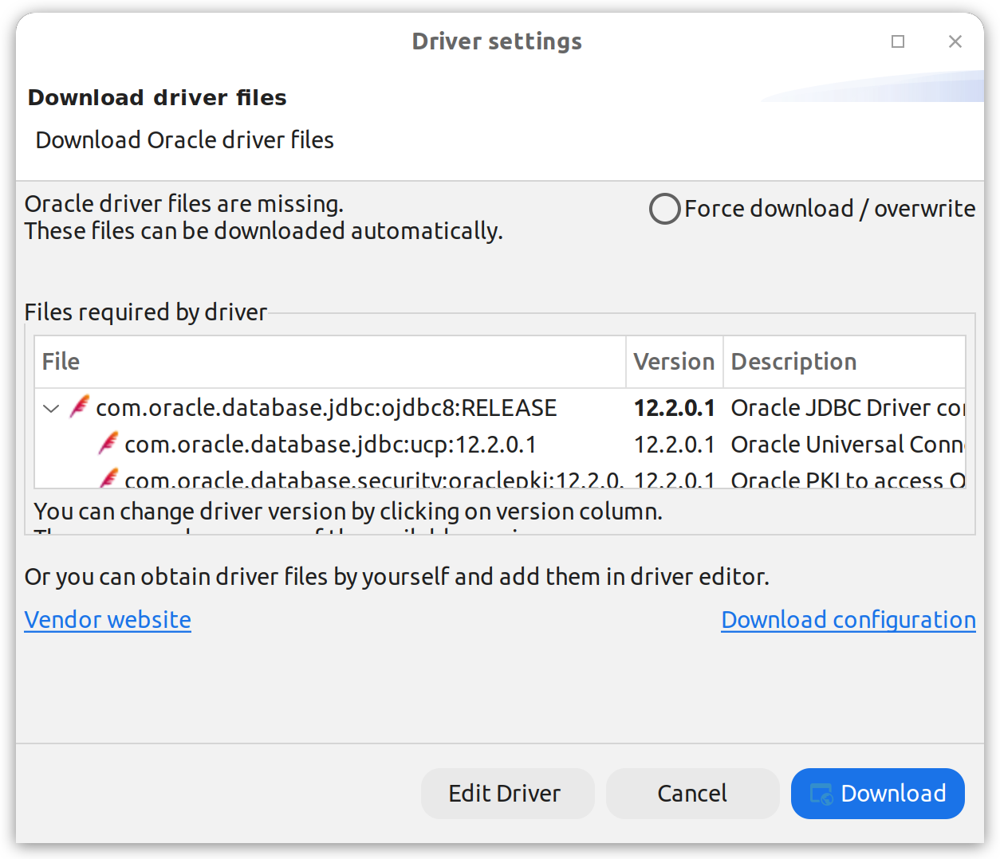 Driver settings
Download driver files
Download Oracle driver files
Oracle driver files are missing.
Force download / overwrite
These files can be downloaded automatically.
Files required by driver
File Version Description
com.oracle.database.jdbc:ojdbc8:RELEASE 12.2.0.1 Oracle JDBC Driver co
com.oracle.database.jdbc:ucp:12.2.0.1 12.2.0.1 Oracle Universal Conn
com.oracle.database.security:oraclepki:12.2.0. 12.2.0.1 Oracle PKI to access O
You can change driver version by clicking on version column.
Or you can obtain driver files by yourself and add them in driver editor.
Vendor website
Download configuration
Edit Driver
Cancel
Download